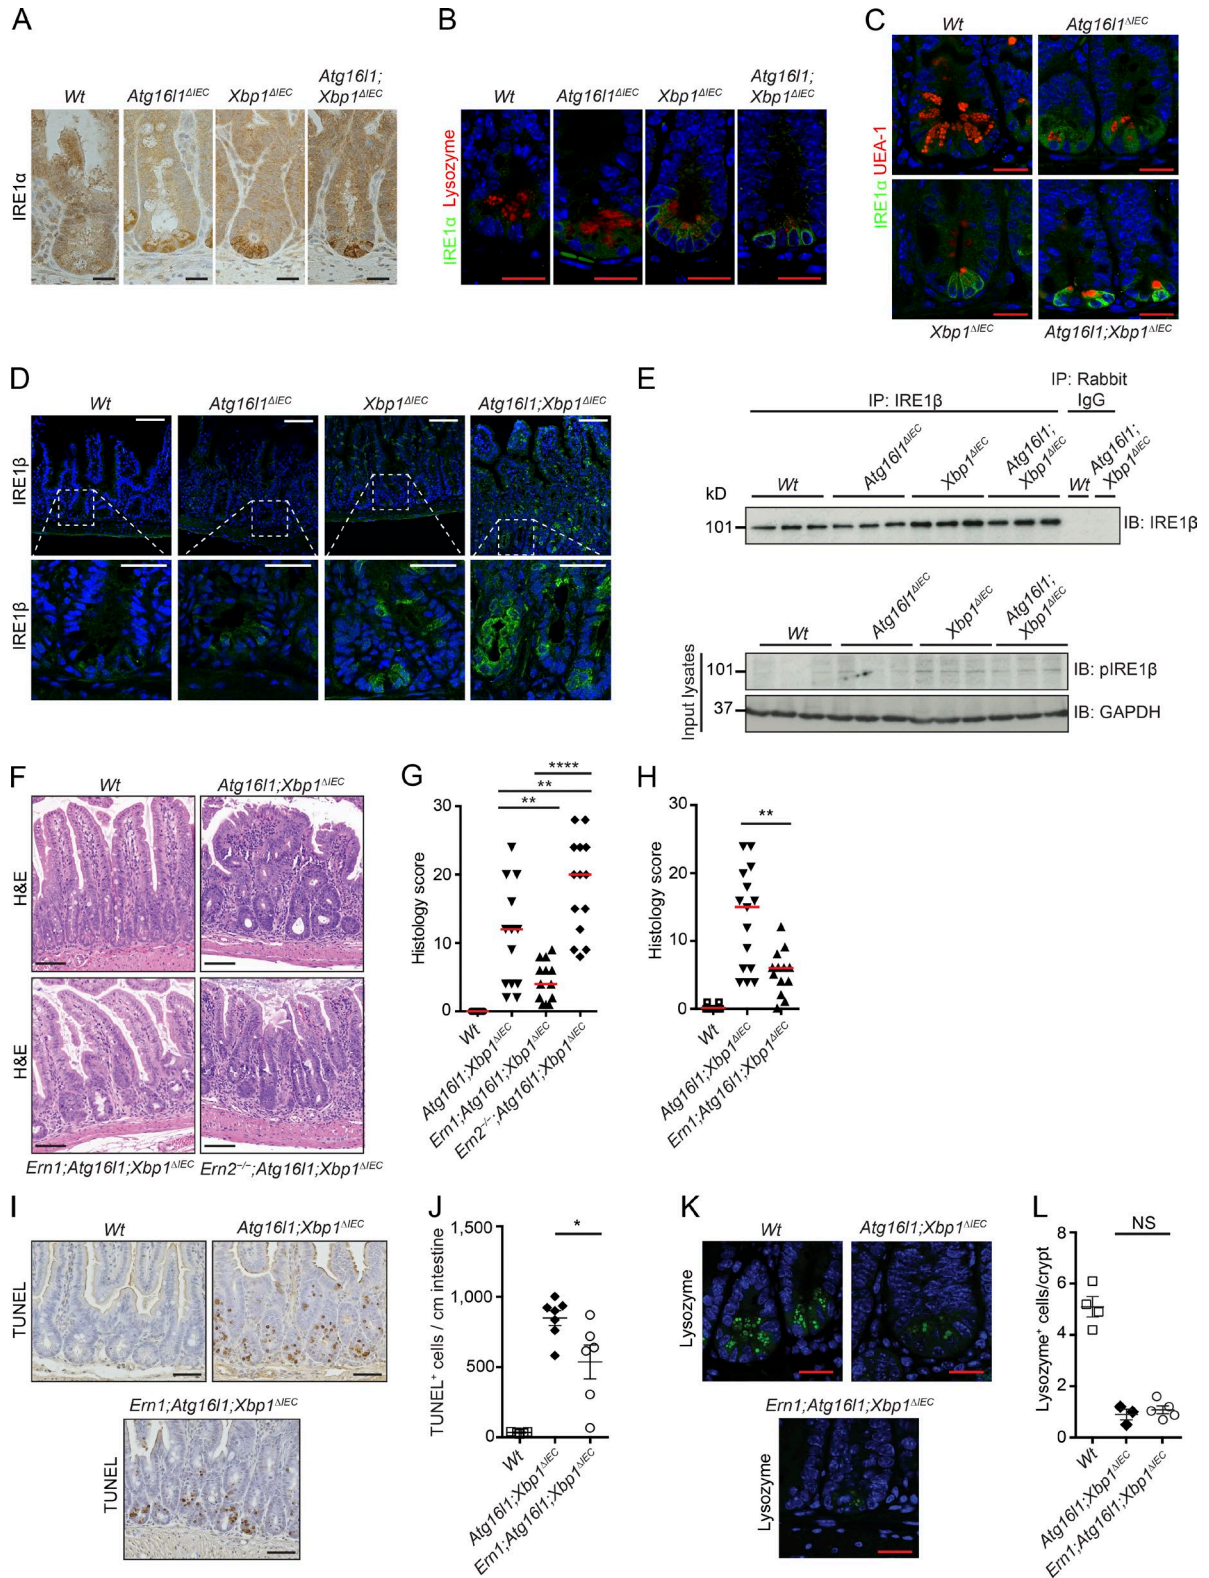 A
Wt
Atg16l1ΔIEC
Xbp1ΔIEC
Atg16l1;
Xbp1ΔIEC
IRE1α
B
Wt
Atg16l1ΔIEC
Xbp1ΔIEC
Atg16l1;
Xbp1ΔIEC
IRE1α Lysozyme
C
Wt
Atg16l1ΔIEC
IRE1α UEA-1
Xbp1ΔIEC
Atg16l1;Xbp1ΔIEC
D
Wt
Atg16l1ΔIEC
Xbp1ΔIEC
Atg16l1;Xbp1ΔIEC
IRE1β
IRE1β
E
IP: IRE1β
IP: Rabbit
IgG
kD
Wt
Atg16l1ΔIEC
Xbp1ΔIEC
Atg16l1;
Xbp1ΔIEC
Wt
Atg16l1;
Xbp1ΔIEC
101
IB: IRE1β
Wt
Atg16l1ΔIEC
Xbp1ΔIEC
Atg16l1;
Xbp1ΔIEC
Input lysates
101
IB: pIRE1β
37
IB: GAPDH
F
Wt
Atg16l1;Xbp1ΔIEC
H&E
H&E
Ern1;Atg16l1;Xbp1ΔIEC
Ern2−/−;Atg16l1;Xbp1ΔIEC
G
****
**
**
Histology score
30
20
10
0
Wt
Atg16l1;Xbp1ΔIEC
Ern1;Atg16l1;Xbp1ΔIEC
Ern2−/−;Atg16l1;Xbp1ΔIEC
H
**
Histology score
30
20
10
0
Wt
Atg16l1;Xbp1ΔIEC
Ern1;Atg16l1;Xbp1ΔIEC
I
Wt
Atg16l1;Xbp1ΔIEC
TUNEL
Ern1;Atg16l1;Xbp1ΔIEC
TUNEL
J
*
TUNEL+ cells / cm intestine
1,500
1,000
500
0
Wt
Atg16l1;Xbp1ΔIEC
Ern1;Atg16l1;Xbp1ΔIEC
K
Wt
Atg16l1;Xbp1ΔIEC
Lysozyme
Ern1;Atg16l1;Xbp1ΔIEC
Lysozyme
L
NS
Lysozyme+ cells/crypt
8
6
4
2
0
Wt
Atg16l1;Xbp1ΔIEC
Ern1;Atg16l1;Xbp1ΔIEC